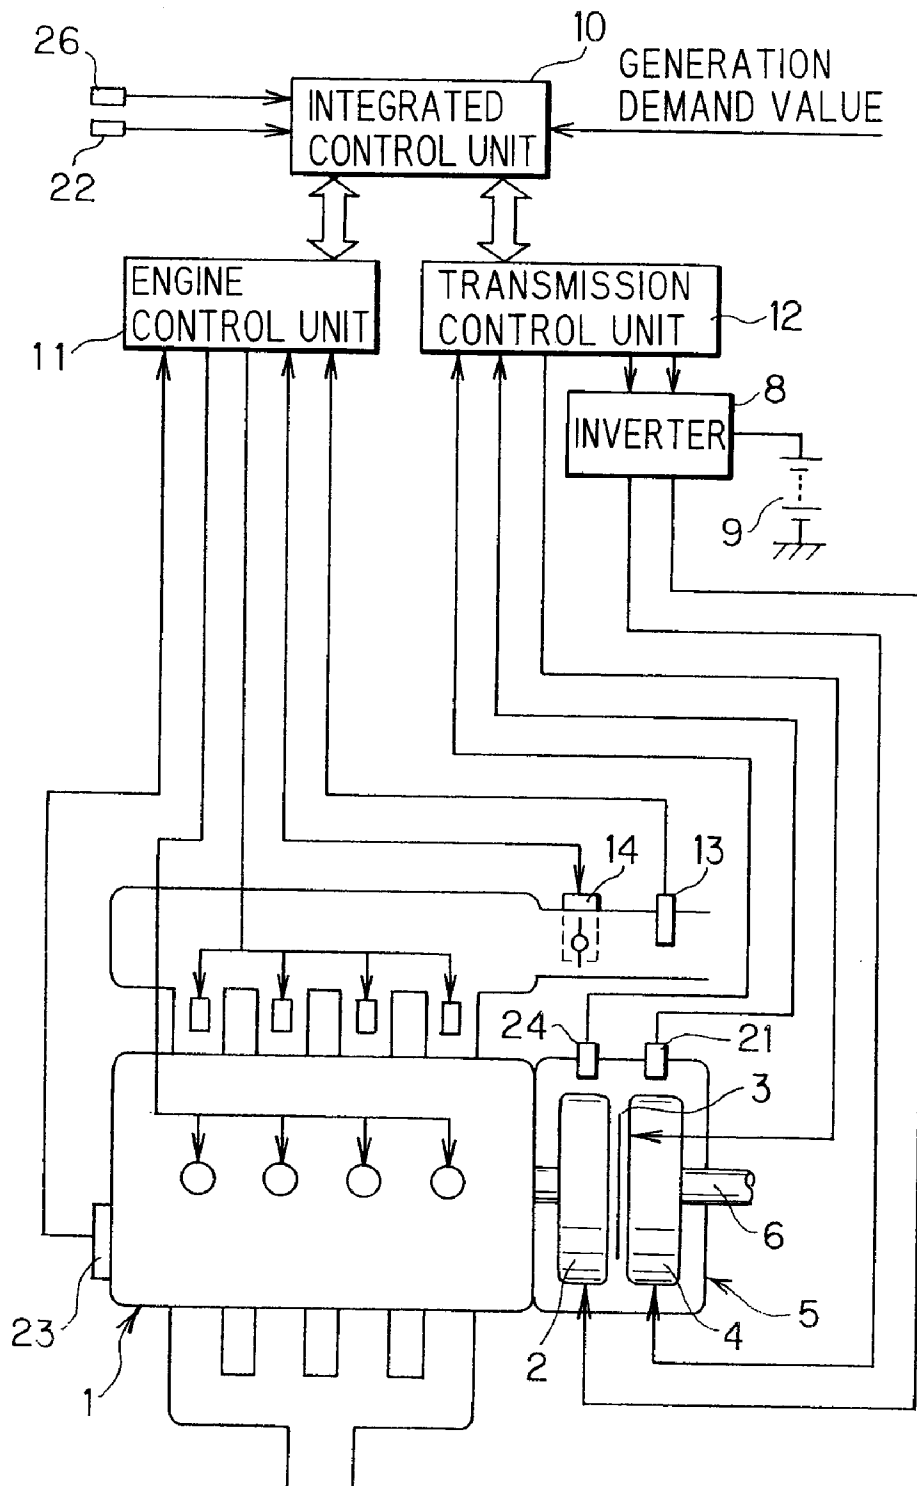 10
26
GENERATION
DEMAND VALUE
INTEGRATED
CONTROL UNIT
22
ENGINE
CONTROL UNIT
11
TRANSMISSION
CONTROL UNIT
12
8
INVERTER
9
14
13
24
21
3
6
23
1
2
4
5